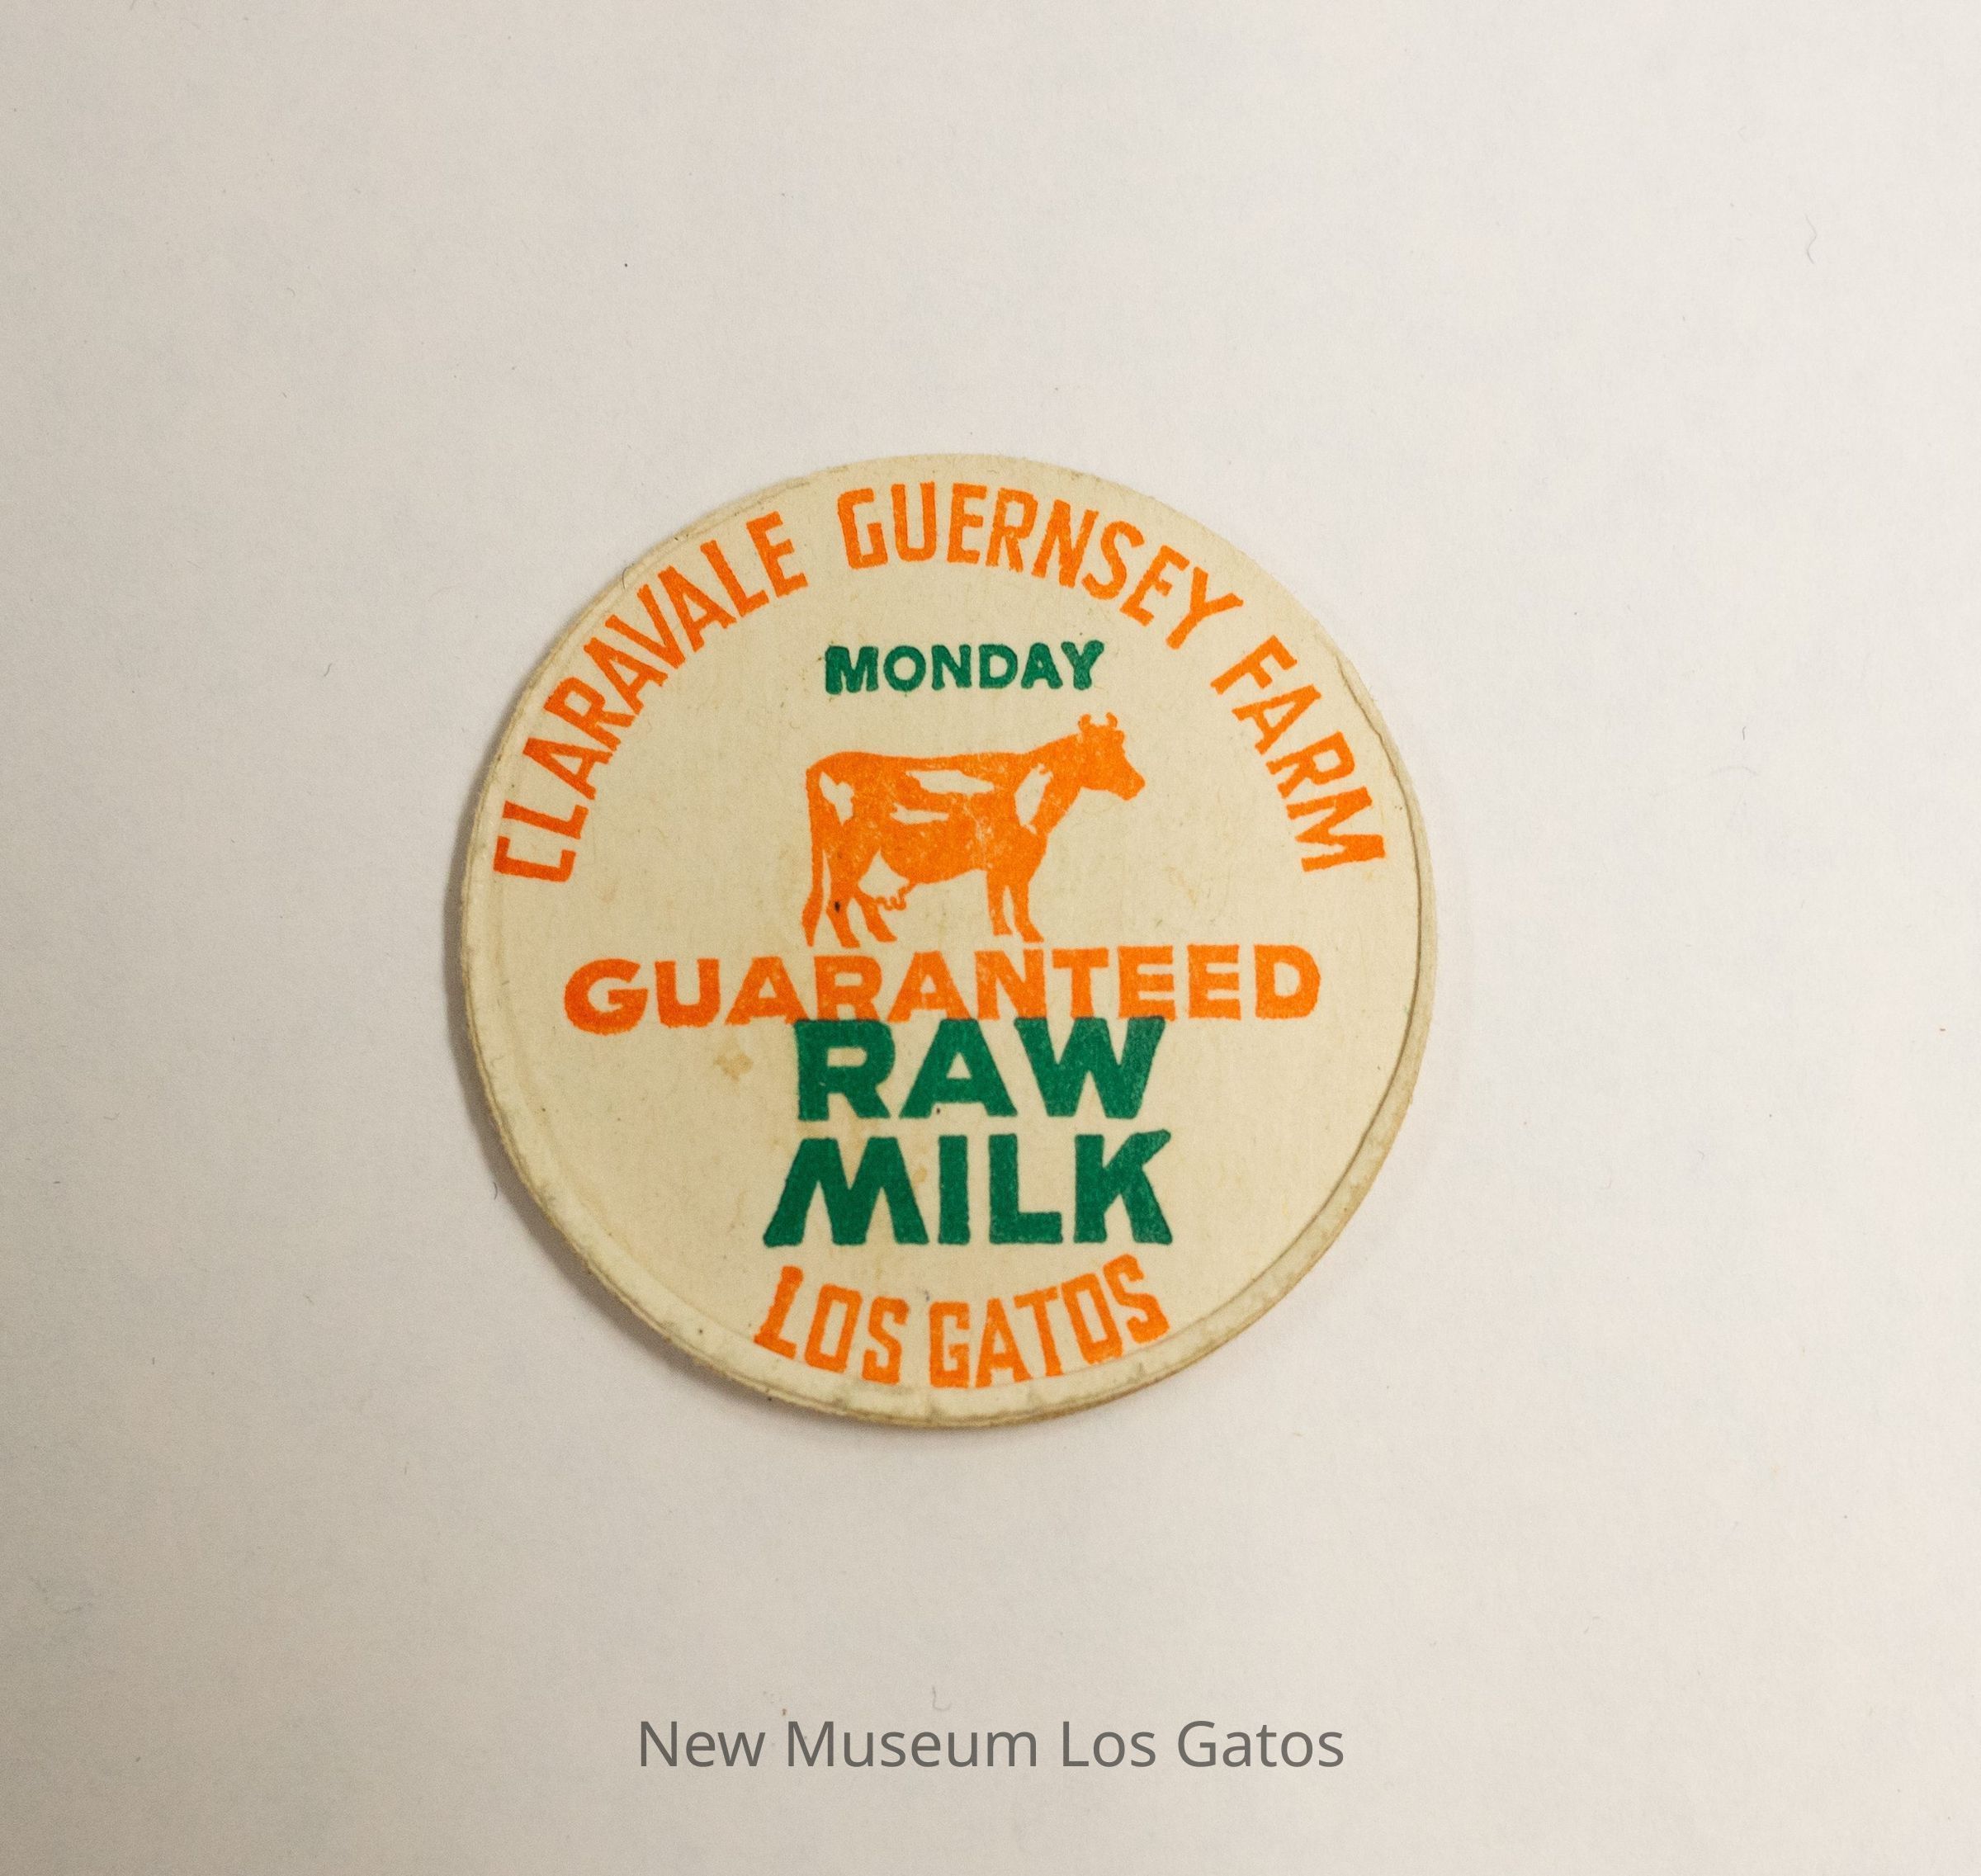 CLARAVALE GUERNSEY FARM
MONDAY
GUARANTEED
RAW
MILK
LOS GATOS
New Museum Los Gatos